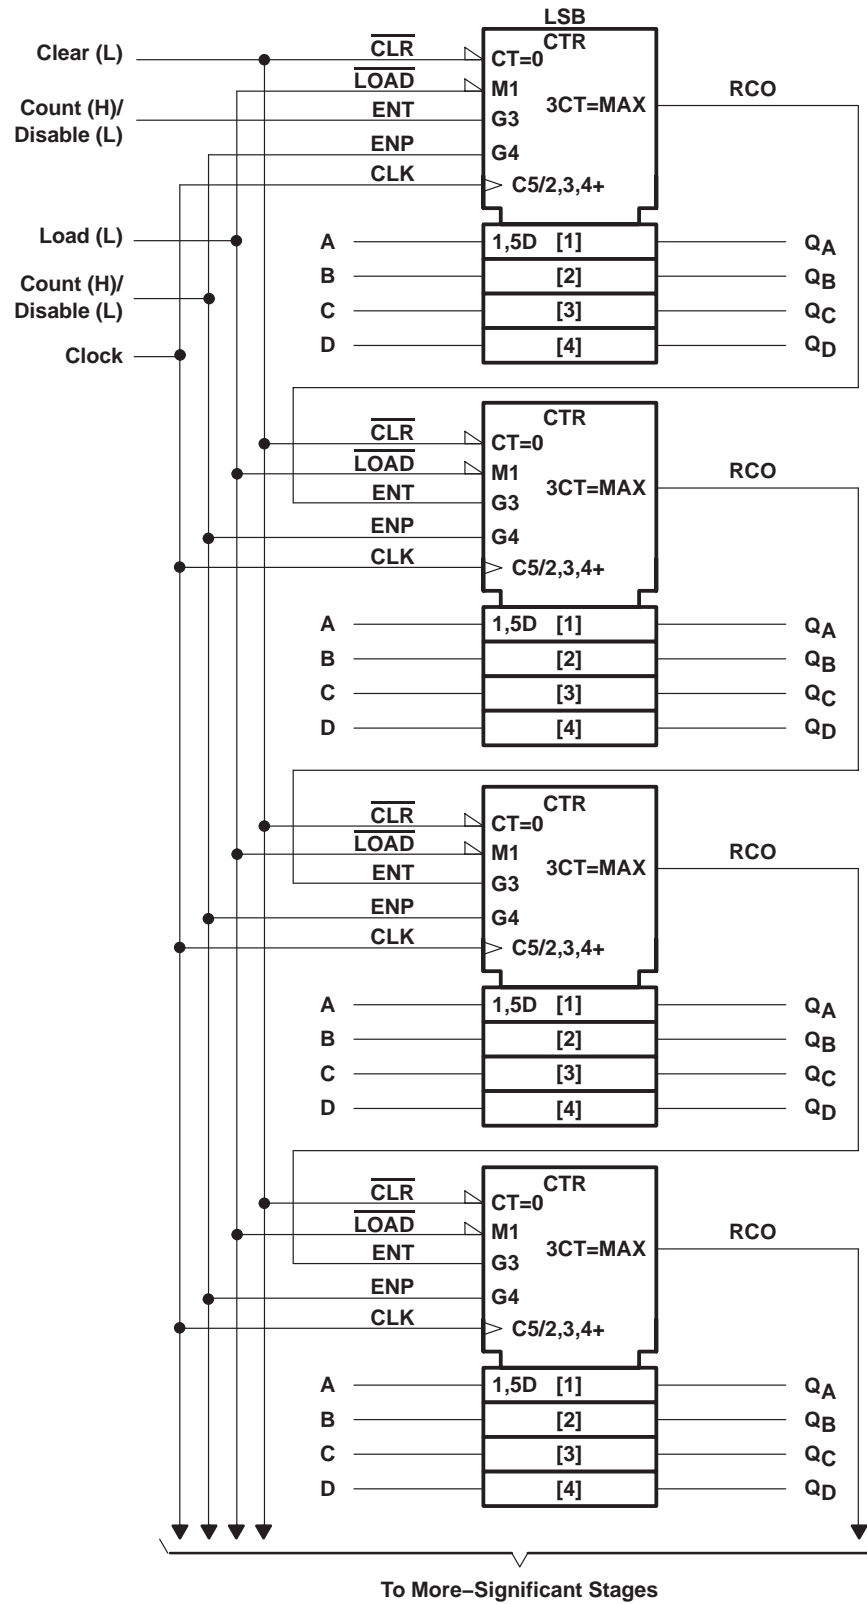 LSB
CTR
Clear (L)
CLR
CT=0
LOAD
M1
3CT=MAX
RCO
Count (H)/
Disable (L)
ENT
G3
ENP
G4
CLK
C5/2,3,4+
Load (L)
A
1,5D [1]
QA
Count (H)/
Disable (L)
B
[2]
QB
C
[3]
QC
Clock
D
[4]
QD
CTR
CLR
CT=0
LOAD
M1
3CT=MAX
RCO
ENT
G3
ENP
G4
CLK
C5/2,3,4+
A
1,5D [1]
QA
B
[2]
QB
C
[3]
QC
D
[4]
QD
CTR
CLR
CT=0
LOAD
M1
3CT=MAX
RCO
ENT
G3
ENP
G4
CLK
C5/2,3,4+
A
1,5D [1]
QA
B
[2]
QB
C
[3]
QC
D
[4]
QD
CTR
CLR
CT=0
LOAD
M1
3CT=MAX
RCO
ENT
G3
ENP
G4
CLK
C5/2,3,4+
A
1,5D [1]
QA
B
[2]
QB
C
[3]
QC
D
[4]
QD
To More–Significant Stages